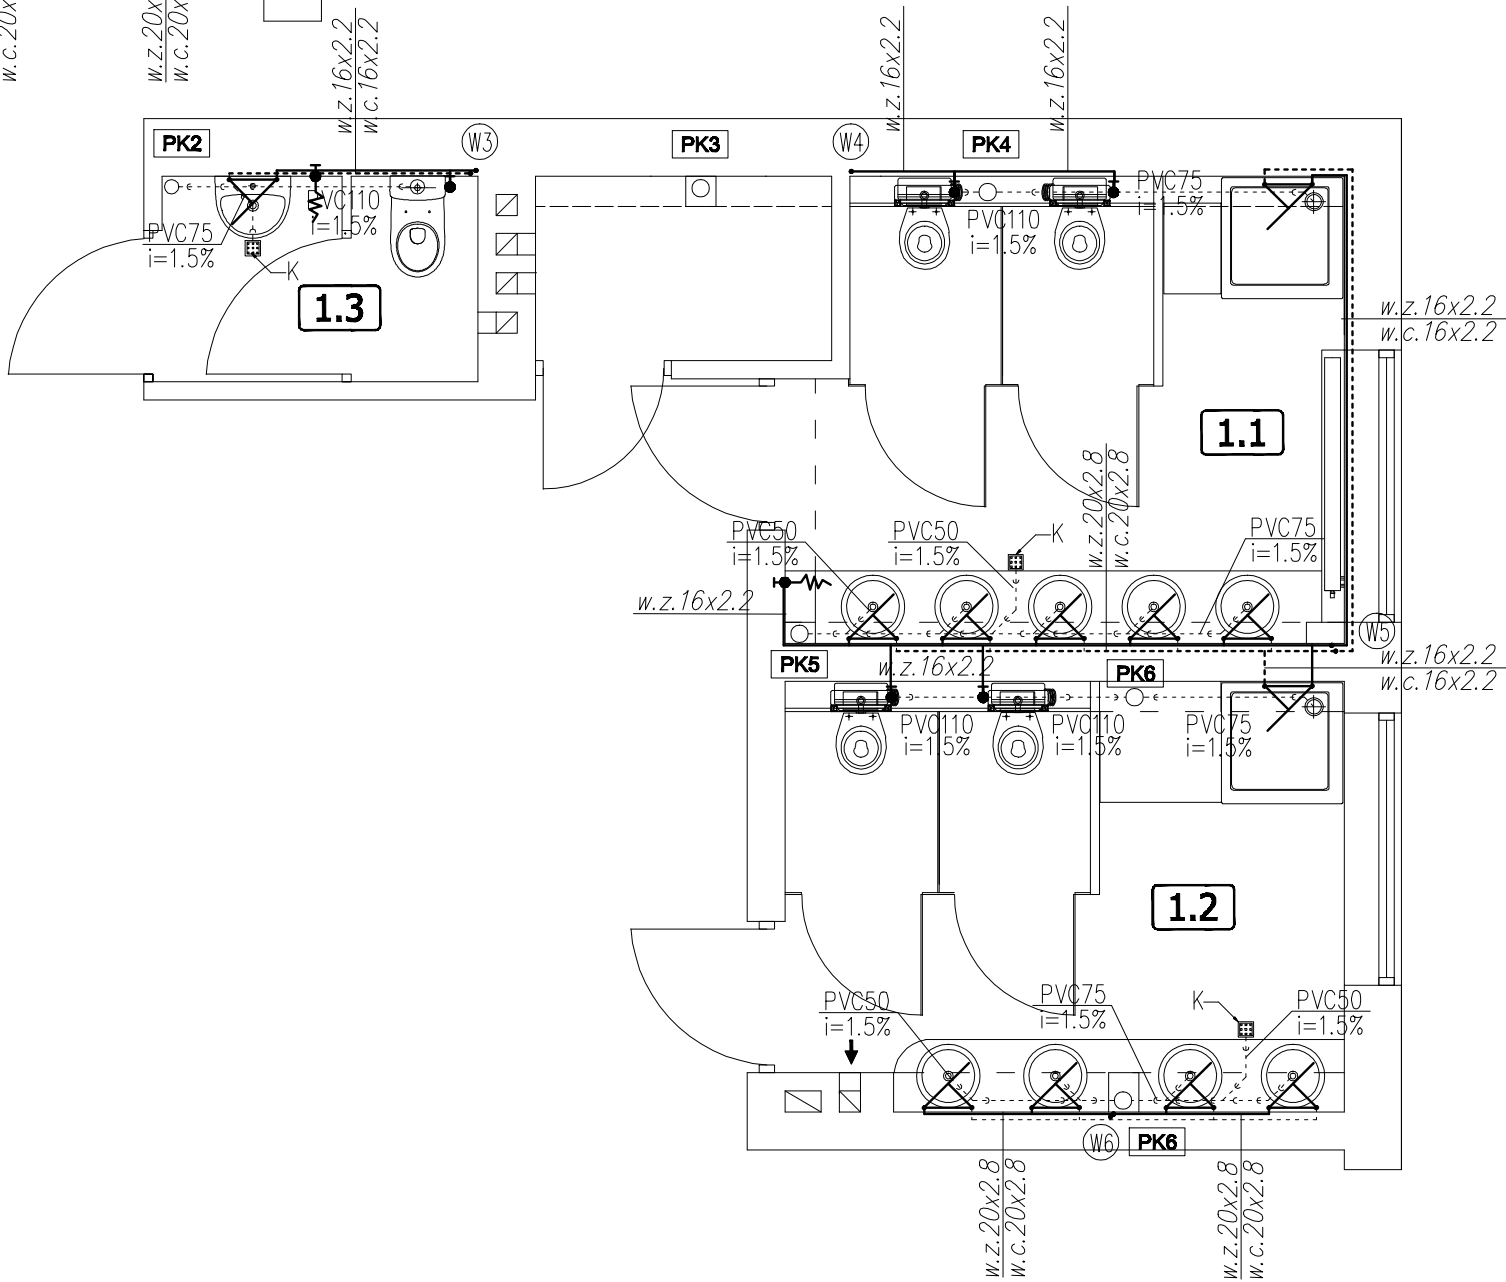 w.c.20x
w.z.20x
w.c.20x
w.z.16x2.2
w.c.16x2.2
w.z.16x2.2
w.z.16x2.2
PK2
W3
PK3
W4
PK4
PVC110
i=1.5%
PVC75
i=1.5%
K
1.3
PVC110
i=1.5%
PVC75
i=1.5%
w.z.16x2.2
w.c.16x2.2
1.1
w.z.20x2.8
w.c.20x2.8
PVC50
i=1.5%
PVC50
i=1.5%
K
PVC75
i=1.5%
w.z.16x2.2
W5
PK5
w.z.16x2.2
PK6
w.z.16x2.2
w.c.16x2.2
PVC110
i=1.5%
PVC110
i=1.5%
PVC75
i=1.5%
1.2
PVC50
i=1.5%
PVC75
i=1.5%
K
PVC50
i=1.5%
W6
PK6
w.z.20x2.8
w.c.20x2.8
w.z.20x2.8
w.c.20x2.8